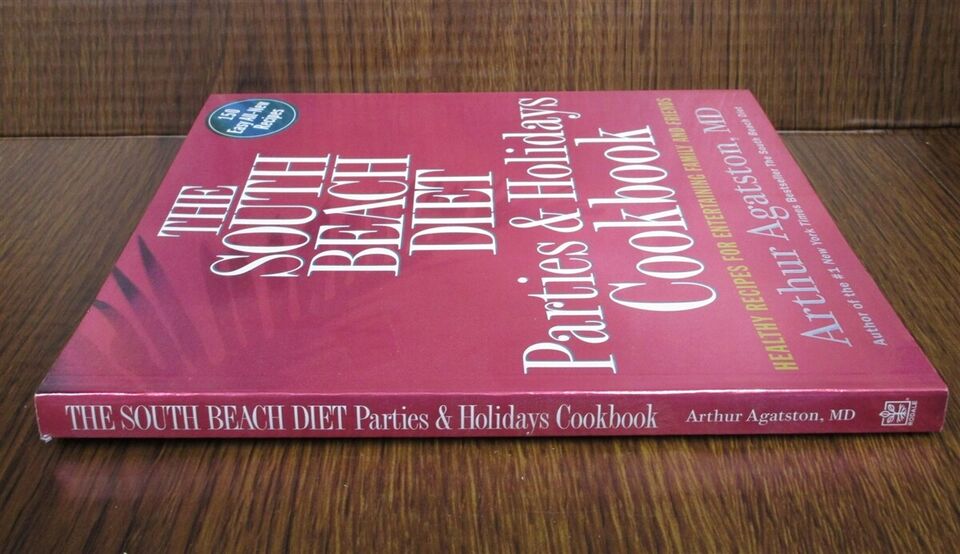 150
Easy All-New
Recipes
THE
SOUTH
BEACH
DIET
Parties & Holidays
Cookbook
HEALTHY RECIPES FOR ENTERTAINING FAMILY AND FRIENDS
Arthur Agatston, MD
Author of the #1 New York Times Bestseller The South Beach Diet
THE SOUTH BEACH DIET Parties & Holidays Cookbook Arthur Agatston, MD
RODALE